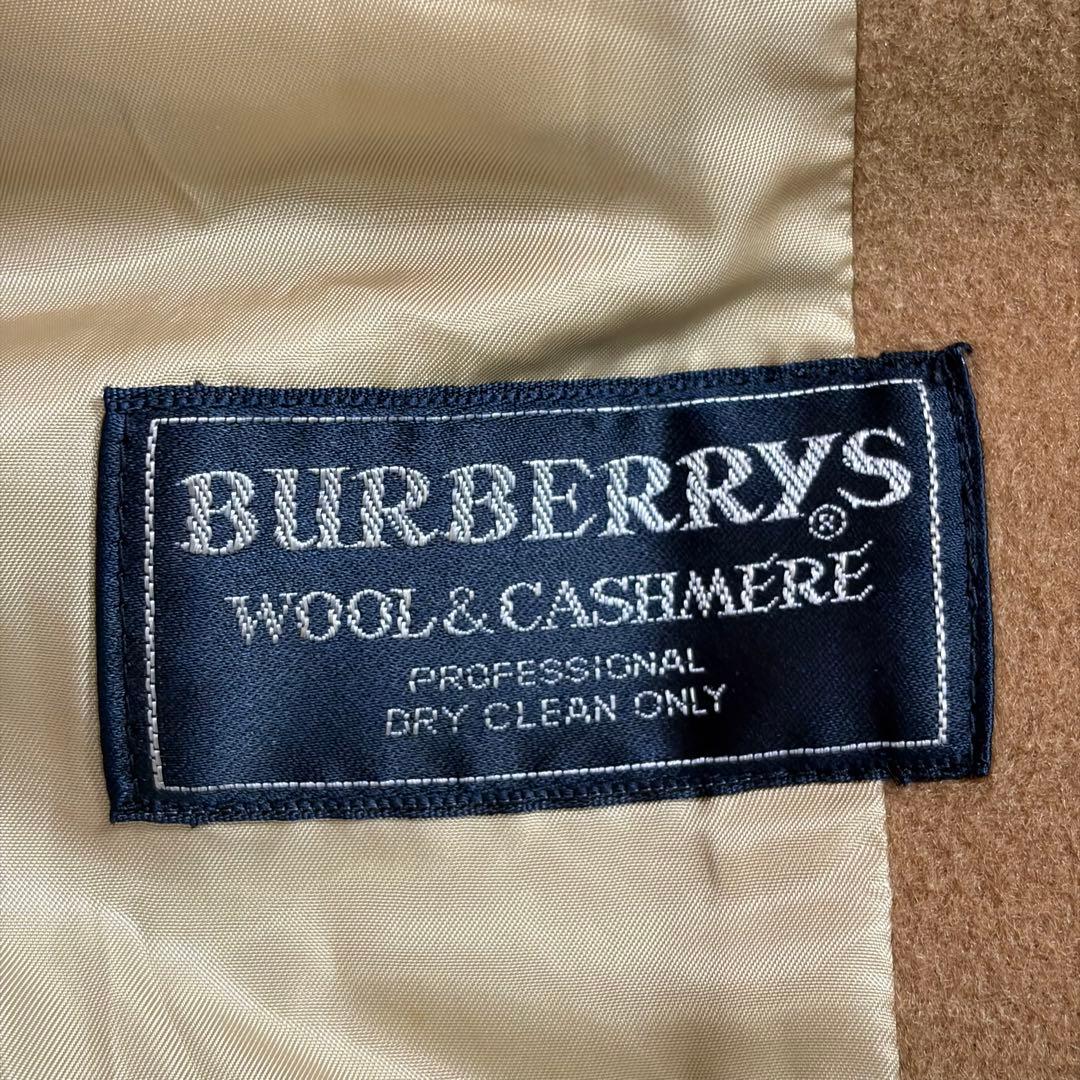 BURBERRYS®
WOOL&CASHMERE
PROFESSIONAL
DRY CLEAN ONLY